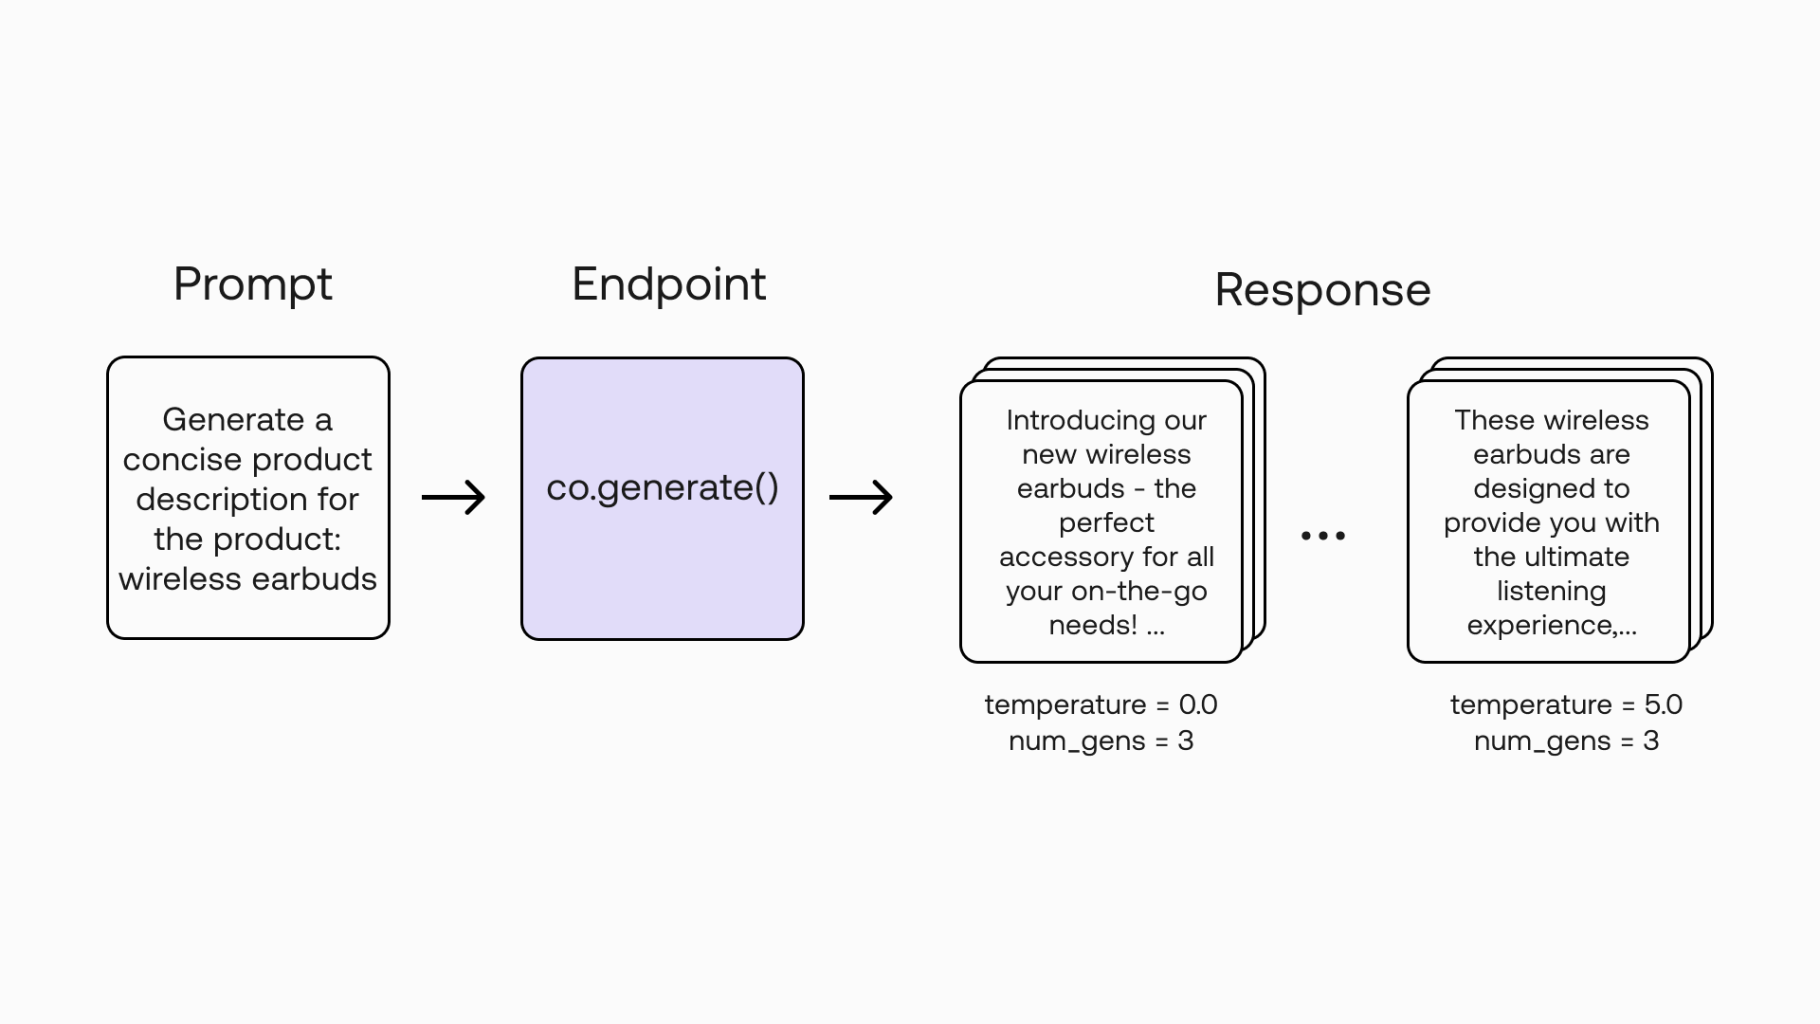 Prompt
Generate a
concise product
description for
the product:
wireless earbuds
Endpoint
co.generate()
Response
Introducing our
new wireless
earbuds - the
perfect
accessory for all
your on-the-go
needs! ...
temperature = 0.0
num_gens = 3
...
These wireless
earbuds are
designed to
provide you with
the ultimate
listening
experience,...
temperature = 5.0
num_gens = 3